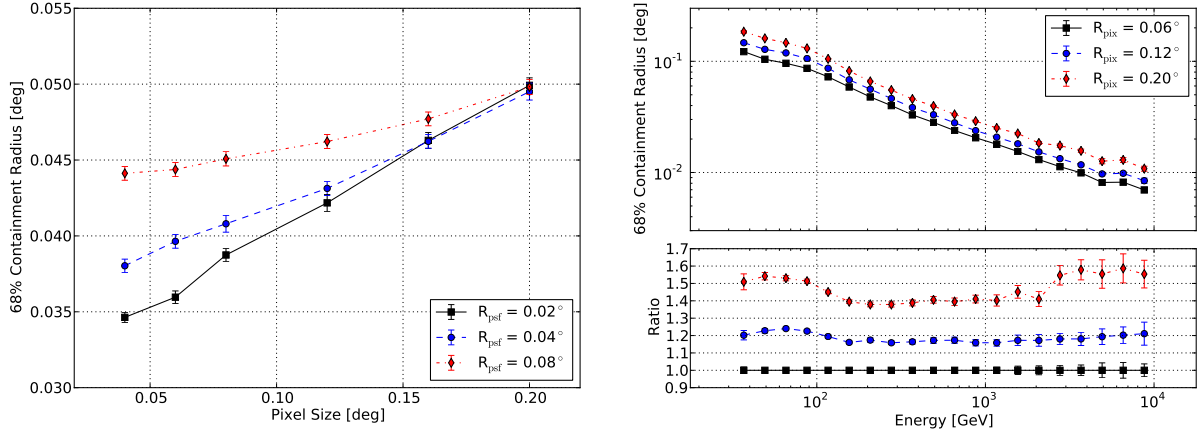 68% Containment Radius [deg]
0.055
0.050
0.045
0.040
0.035
0.030
0.05
0.10
0.15
0.20
Pixel Size [deg]
R_psf = 0.02°
R_psf = 0.04°
R_psf = 0.08°
68% Containment Radius [deg]
10^-1
10^-2
R_pix = 0.06°
R_pix = 0.12°
R_pix = 0.20°
Ratio
1.7
1.6
1.5
1.4
1.3
1.2
1.1
1.0
0.9
10^2
10^3
10^4
Energy [GeV]